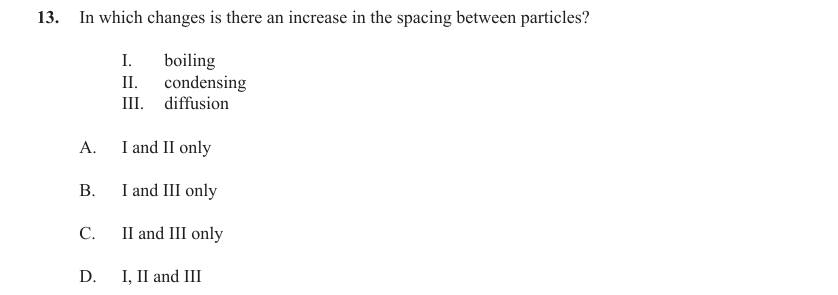 13. In which changes is there an increase in the spacing between particles?
I. boiling
II. condensing
III. diffusion
A. I and II only
B. I and III only
C. II and III only
D. I, II and III